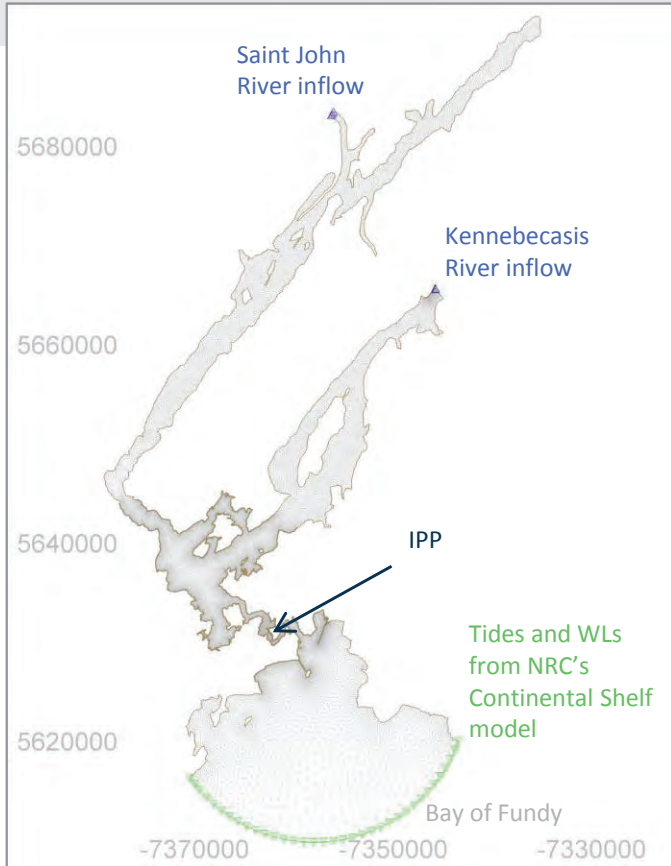 Saint John
River inflow
5680000
Kennebecasis
River inflow
5660000
5640000
IPP
Tides and WLs
from NRC's
Continental Shelf
model
5620000
Bay of Fundy
-7370000
-7350000
-7330000